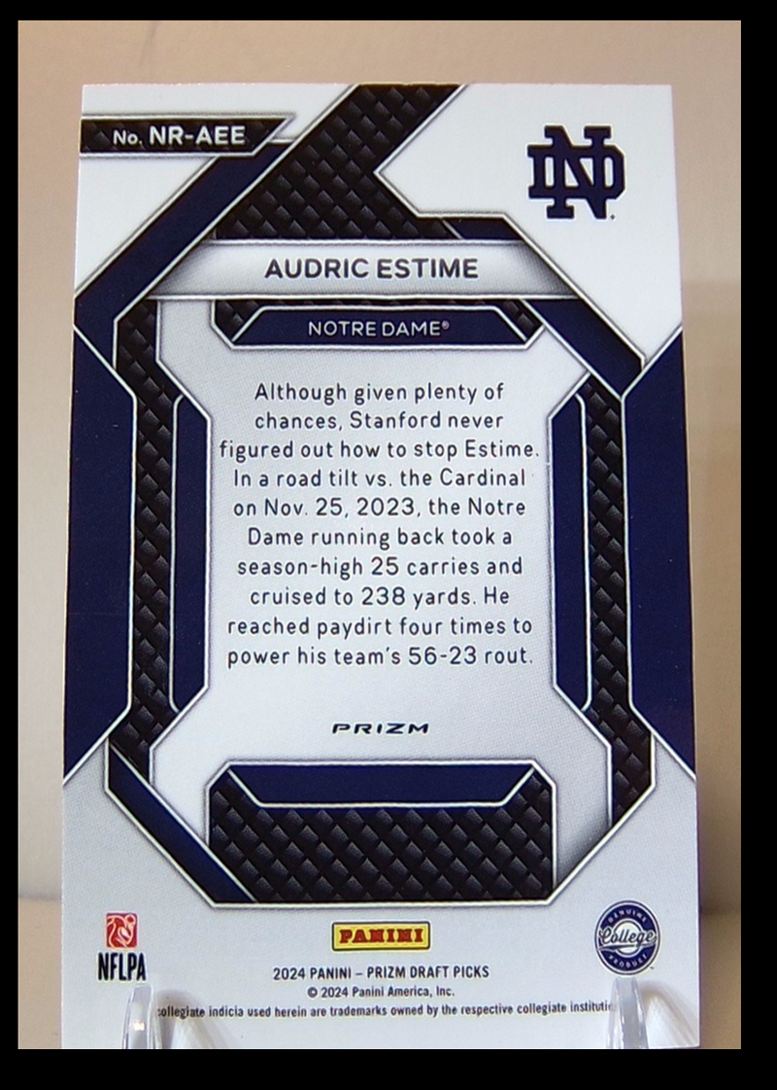 No. NR-AEE
ND
AUDRIC ESTIME
NOTRE DAME®
Although given plenty of
chances, Stanford never
figured out how to stop Estime.
In a road tilt vs. the Cardinal
on Nov. 25, 2023, the Notre
Dame running back took a
season-high 25 carries and
cruised to 238 yards. He
reached paydirt four times to
power his team's 56-23 rout.
PRIZM
NFLPA
PANINI
GENUINE
College
PRODUCT
2024 PANINI – PRIZM DRAFT PICKS
© 2024 Panini America, Inc.
indicia used herein are trademarks owned by the respective collegiate